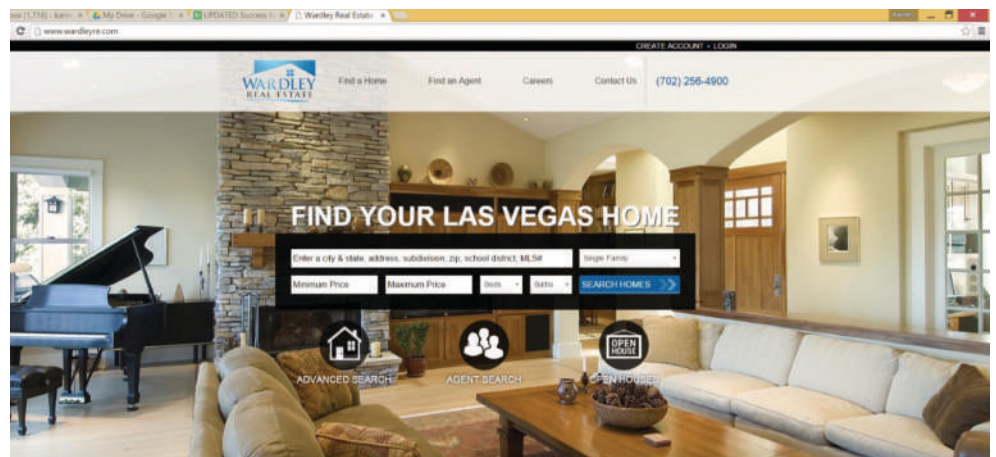 My Drive - Google
UPDATED Success
Wardley Real Estate
www.wardleyre.com
CREATE ACCOUNT • LOGIN
WARDLEY
REAL ESTATE
Find a Home
Find an Agent
Careers
Contact Us
(702) 256-4900
FIND YOUR LAS VEGAS HOME
Enter a city & state, address, subdivision, zip, school district, MLS#
Single Family
Minimum Price
Maximum Price
Beds
Baths
SEARCH HOMES
OPEN
HOUSE
ADVANCED SEARCH
AGENT SEARCH
OPEN HOUSES